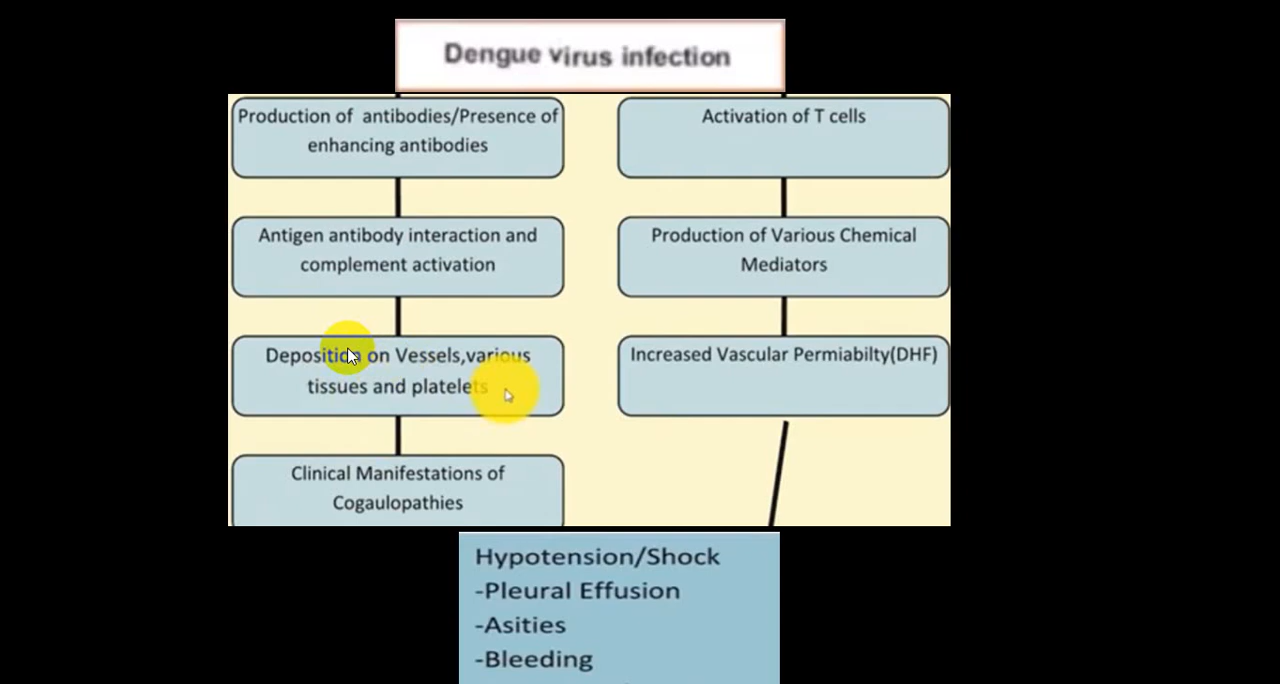 Dengue virus infection
Production of antibodies/Presence of
enhancing antibodies
Antigen antibody interaction and
complement activation
Deposition on Vessels,various
tissues and platelets
Clinical Manifestations of
Cogaulopathies
Activation of T cells
Production of Various Chemical
Mediators
Increased Vascular Permiabilty(DHF)
Hypotension/Shock
-Pleural Effusion
-Asities
-Bleeding